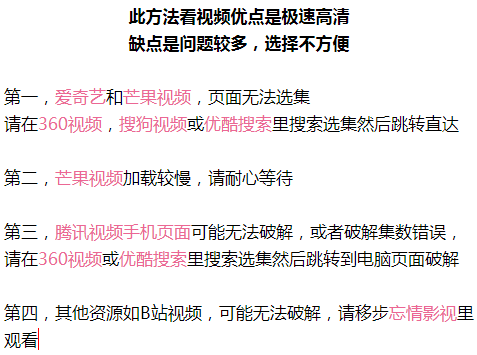 此方法看视频优点是极速高清
缺点是问题较多，选择不方便
第一，爱奇艺和芒果视频，页面无法选集
请在360视频，搜狗视频或优酷搜索里搜索选集然后跳转直达
第二，芒果视频加载较慢，请耐心等待
第三，腾讯视频手机页面可能无法破解，或者破解集数错误，
请在360视频或优酷搜索里搜索选集然后跳转到电脑页面破解
第四，其他资源如B站视频，可能无法破解，请移步忘情影视里
观看